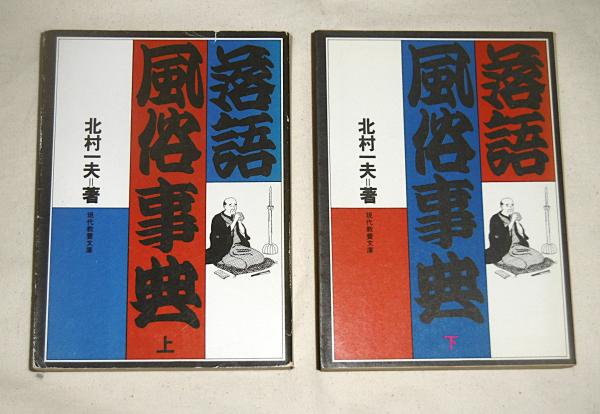 落語
風俗事典
上
北村一夫=著
現代教養文庫
落語
風俗事典
下
北村一夫=著
現代教養文庫